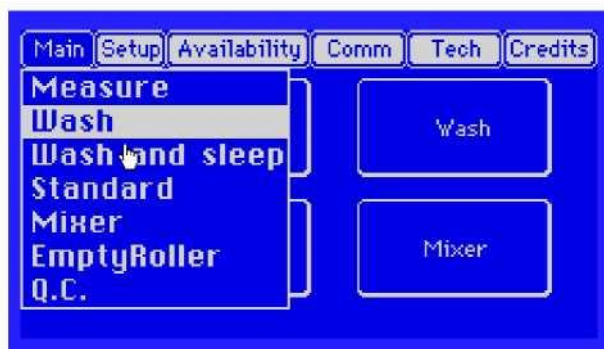 Main Setup Availability Comm Tech Credits
Measure
Wash
Wash and sleep
Standard
Mixer
EmptyRoller
Q.C.
Wash
Mixer